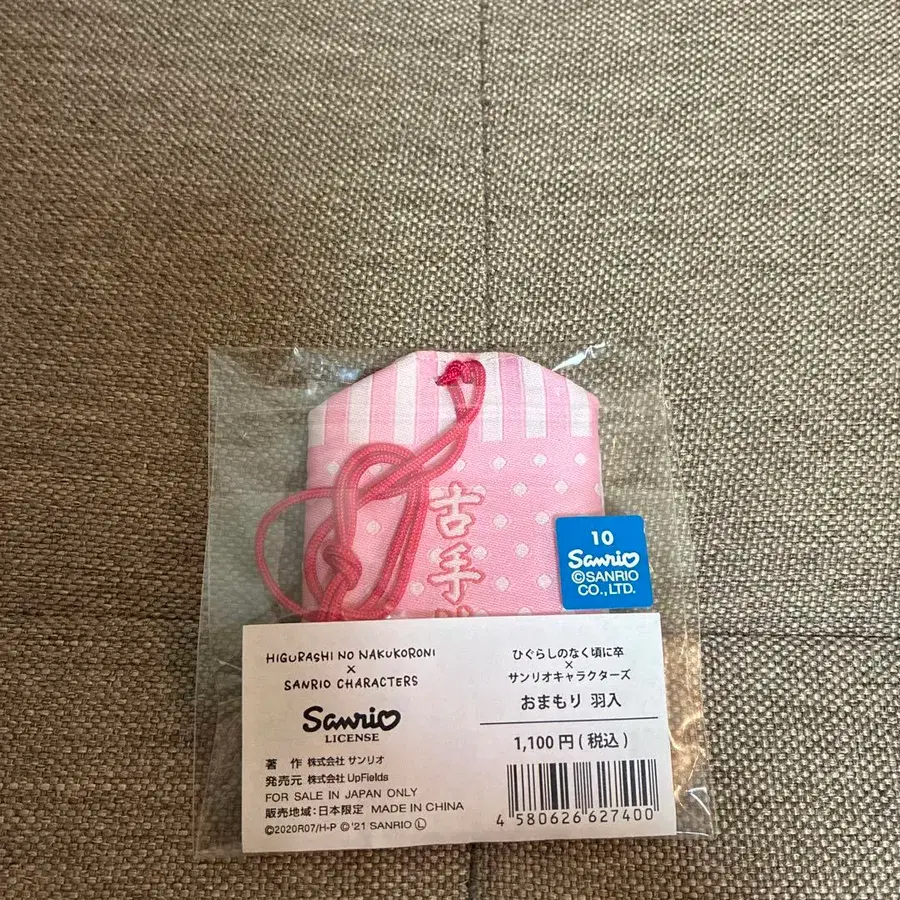 古手
10
Sanrio
©SANRIO
CO.,LTD.
HIGURASHI NO NAKUKORONI
×
SANRIO CHARACTERS
Sanrio
LICENSE
著 作 株式会社 サンリオ
発売元 株式会社 UpFields
FOR SALE IN JAPAN ONLY
販売地域:日本限定 MADE IN CHINA
©2020R07/H-P © '21 SANRIO Ⓛ
ひぐらしのなく頃に卒
×
サンリオキャラクターズ
おまもり 羽入
1,100円(税込)
4 580626 627400